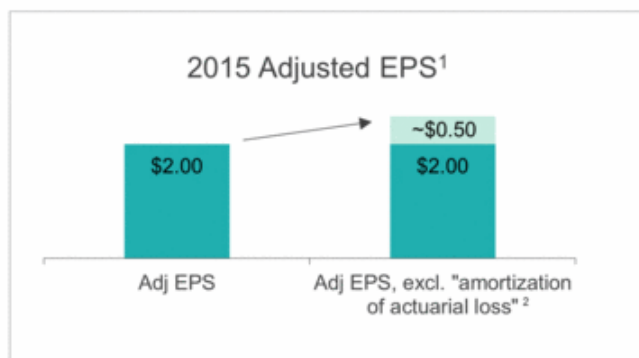 2015 Adjusted EPS¹
~$0.50
$2.00
$2.00
Adj EPS
Adj EPS, excl. "amortization
of actuarial loss" ²